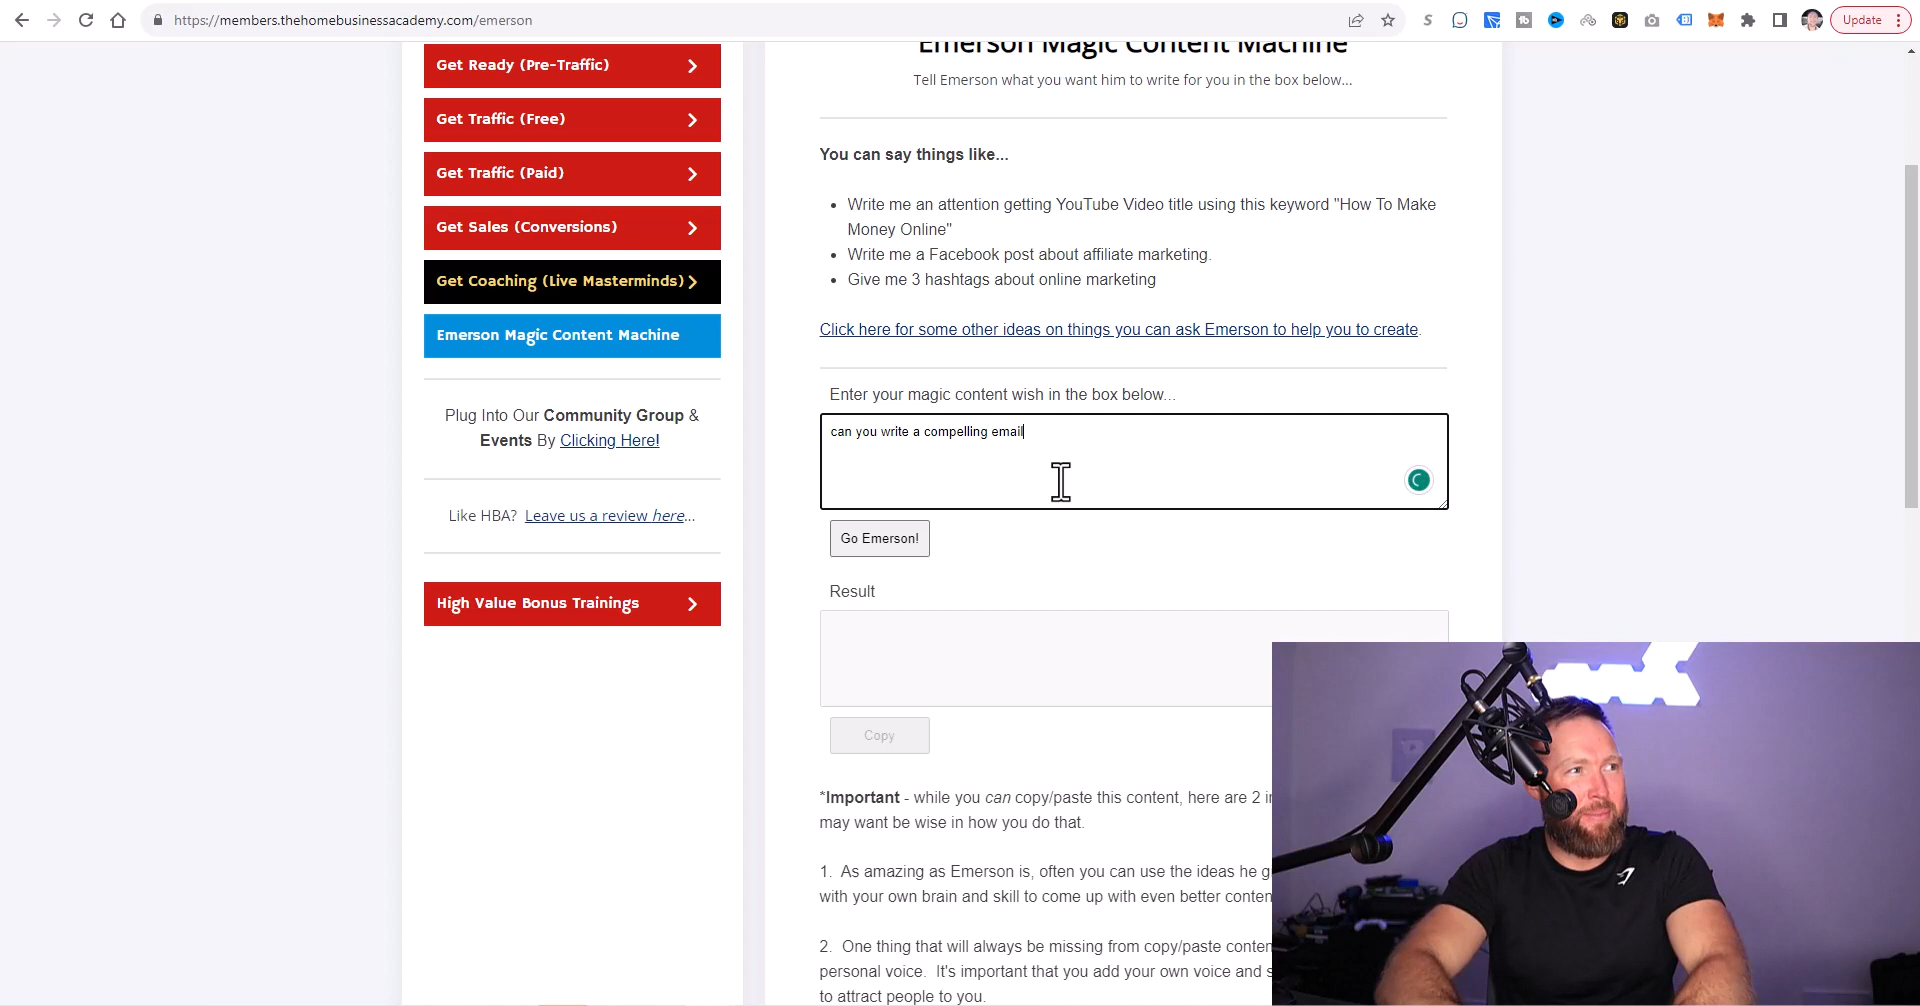 https://members.thehomebusinessacademy.com/emerson
Update
Get Ready (Pre-Traffic)
Get Traffic (Free)
Get Traffic (Paid)
Get Sales (Conversions)
Get Coaching (Live Masterminds)
Emerson Magic Content Machine
Plug Into Our Community Group &
Events By Clicking Here!
Like HBA? Leave us a review here...
High Value Bonus Trainings
Emerson Magic Content Machine
Tell Emerson what you want him to write for you in the box below...
You can say things like...
Write me an attention getting YouTube Video title using this keyword "How To Make
Money Online"
Write me a Facebook post about affiliate marketing.
Give me 3 hashtags about online marketing
Click here for some other ideas on things you can ask Emerson to help you to create.
Enter your magic content wish in the box below...
can you write a compelling email
Go Emerson!
Result
Copy
*Important - while you can copy/paste this content, here are 2
may want be wise in how you do that.
1. As amazing as Emerson is, often you can use the ideas he
with your own brain and skill to come up with even better
2. One thing that will always be missing from copy/paste
personal voice. It's important that you add your own voice and
to attract people to you.